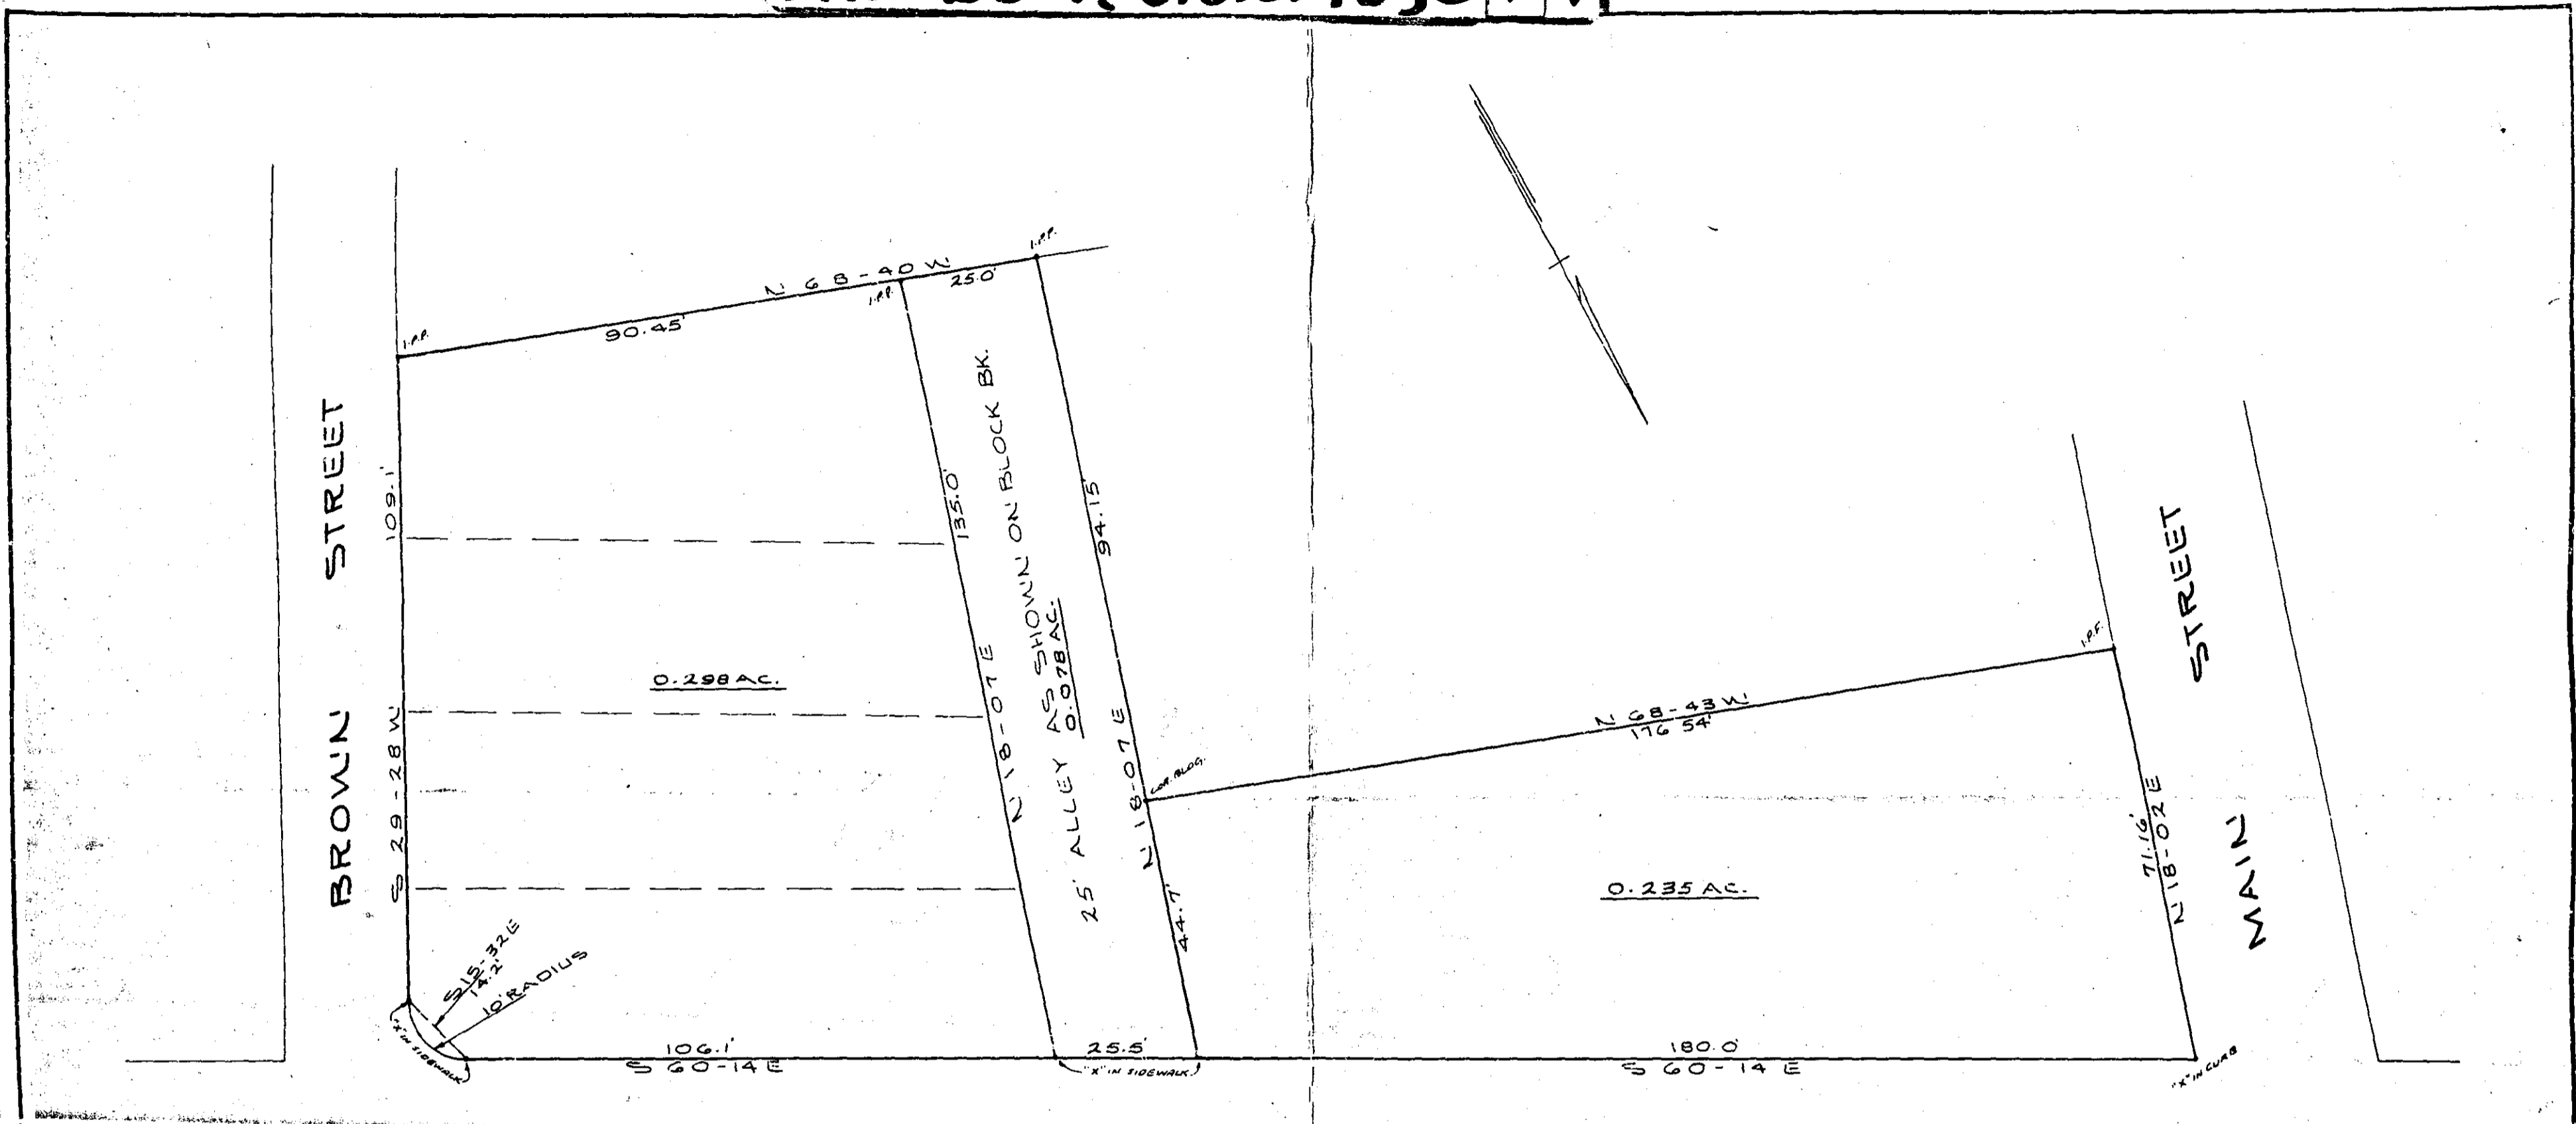 I.P.P.
N 68-40 W
25.0'
I.P.P.
I.P.P.
90.45'
BROWN STREET
109.1'
S 29-28 W
135.0'
N 18-07 E
25' ALLEY AS SHOWN ON BLOCK BK.
0.078 AC.
94.15'
N 18-07 E
44.7'
0.298 AC.
COR. BLDG.
N 68-43 W
176.54'
I.P.F.
MAIN STREET
71.16'
N 18-02 E
0.235 AC.
S 15-32 E
14.2'
10' RADIUS
"X" IN SIDEWALK
106.1'
S 60-14 E
25.5'
"X" IN SIDEWALK
180.0'
S 60-14 E
"X" IN CURB